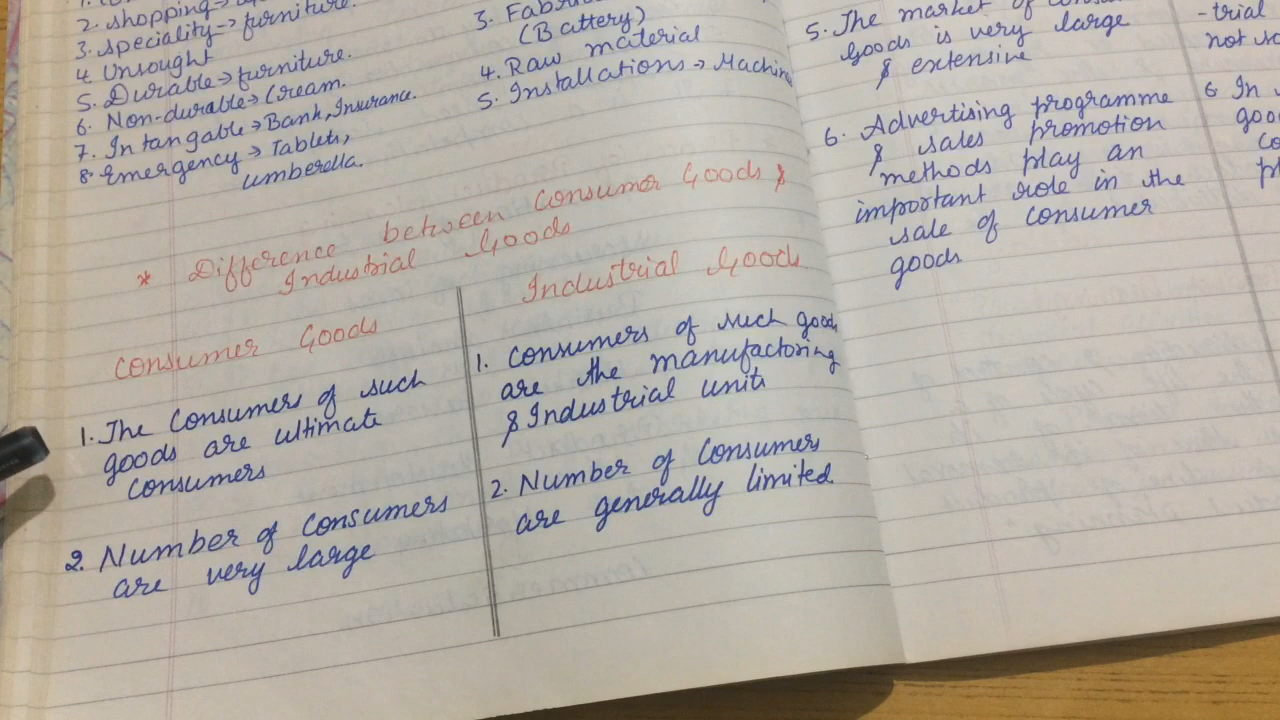 2. shopping →
3. speciality → furniture.
4. Unsought
5. Durable → furniture.
6. Non-durable → Cream.
7. Intangable → Bank, Insurance.
8. Emergency → Tablets,
umberella.
3.
(Battery)
4. Raw material
5. Installations → Machin
* Difference between Consumer Goods &
Industrial Goods
Consumer Goods
1. The Consumers of such
goods are ultimate
consumers
2. Number of consumers
are very large
Industrial Goods
1. Consumers of such goods
are the manufactoring
& Industrial units
2. Number of Consumers
are generally limited
5. The market of
Goods is very large
& extensive
6. Advertising programme
& sales promotion
methods play an
important role in the
sale of consumer
goods
-trial
not
6 In